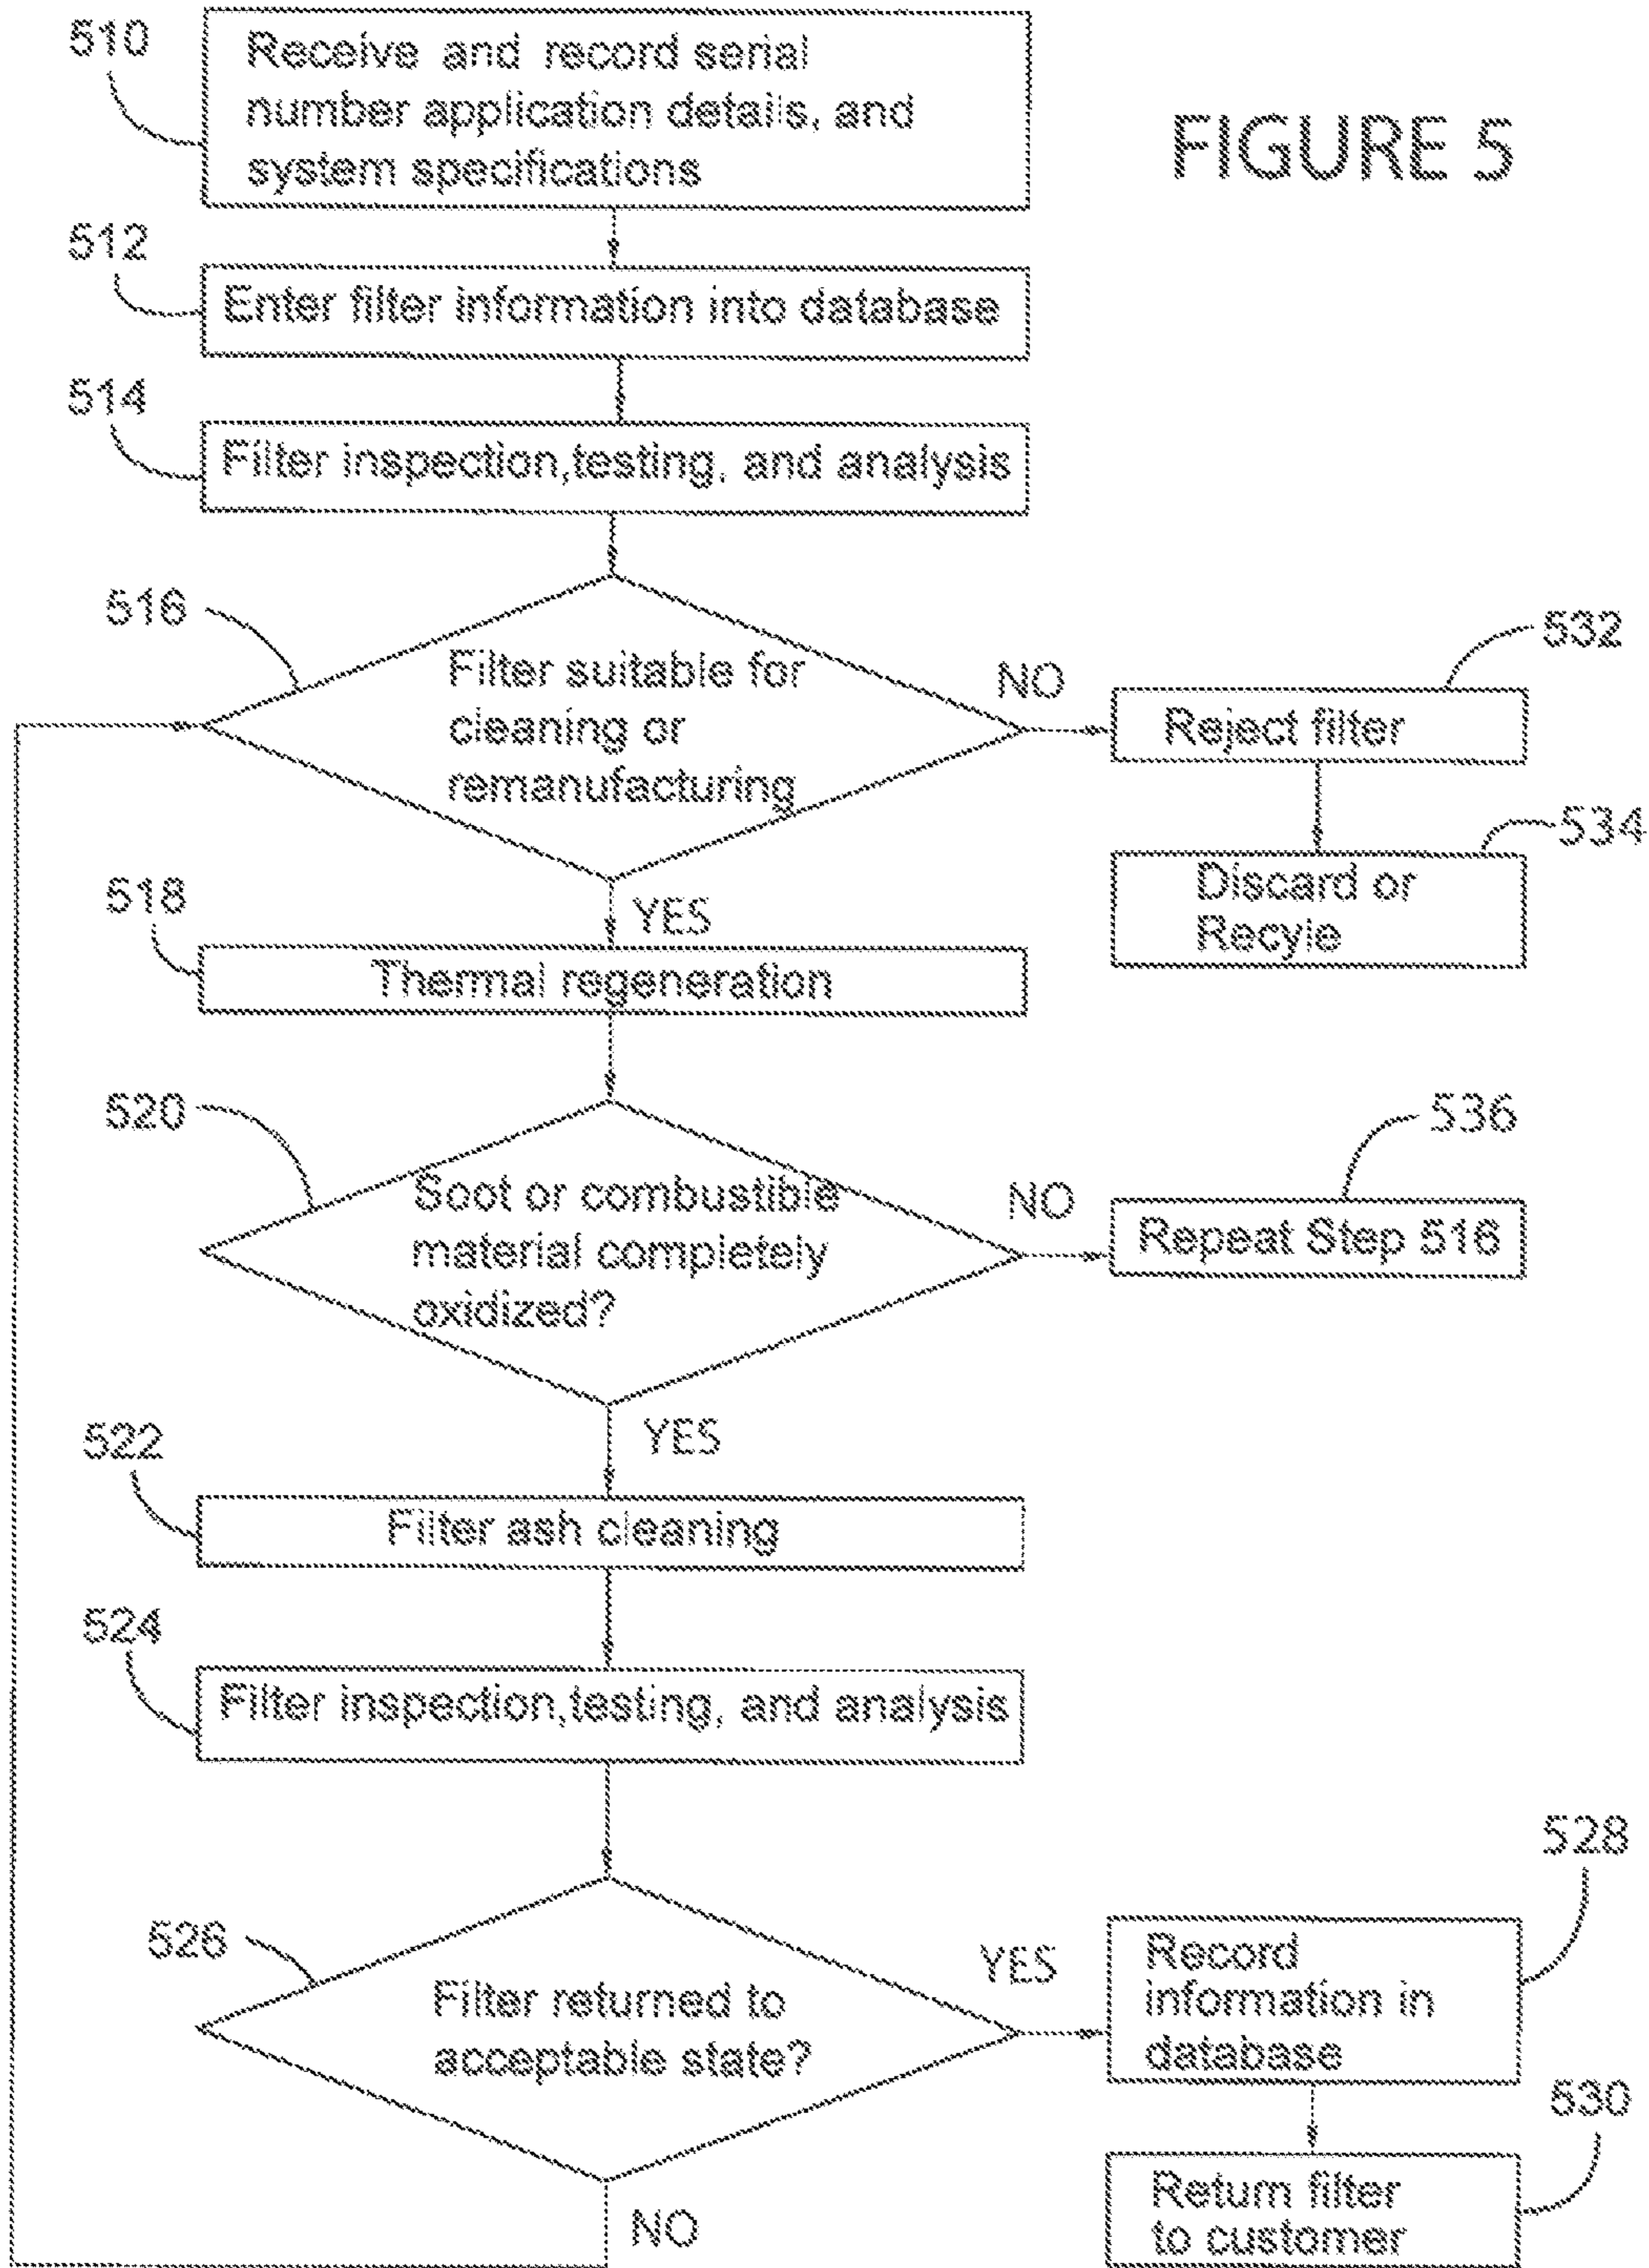 510
Receive and record serial
number application details, and
system specifications
FIGURE 5
512
Enter filter information into database
514
Filter inspection,testing, and analysis
516
Filter suitable for
cleaning or
remanufacturing
NO
532
Reject filter
534
Discard or
Recyle
YES
518
Thermal regeneration
520
Soot or combustible
material completely
oxidized?
NO
536
Repeat Step 516
YES
522
Filter ash cleaning
524
Filter inspection,testing, and analysis
526
Filter returned to
acceptable state?
YES
528
Record
information in
database
530
Return filter
to customer
NO